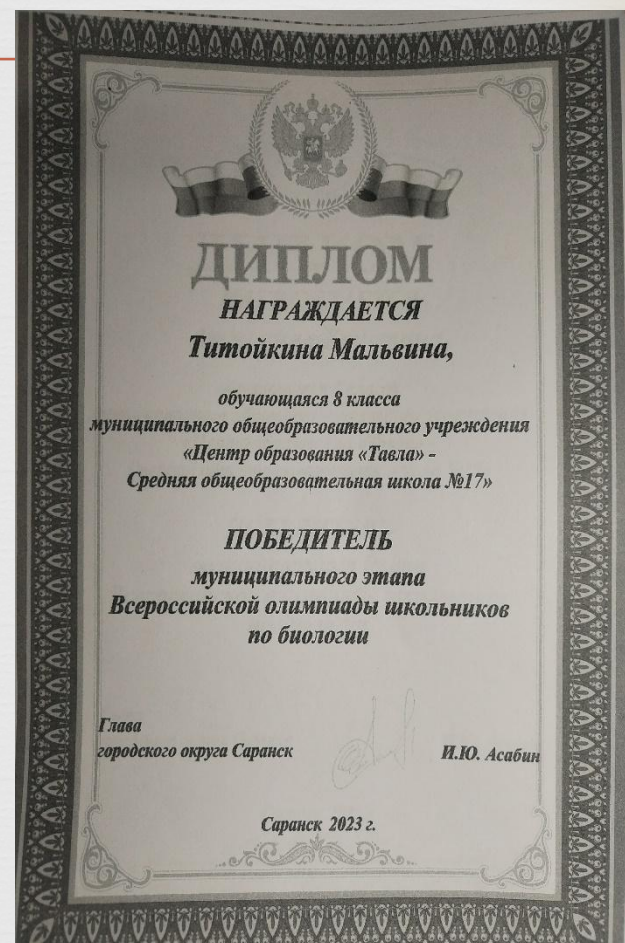 ДИПЛОМ
НАГРАЖДАЕТСЯ
Титойкина Мальвина,
обучающаяся 8 класса
муниципального общеобразовательного учреждения
«Центр образования «Тавла» -
Средняя общеобразовательная школа №17»
ПОБЕДИТЕЛЬ
муниципального этапа
Всероссийской олимпиады школьников
по биологии
Глава
городского округа Саранск И.Ю. Асабин
Саранск 2023 г.